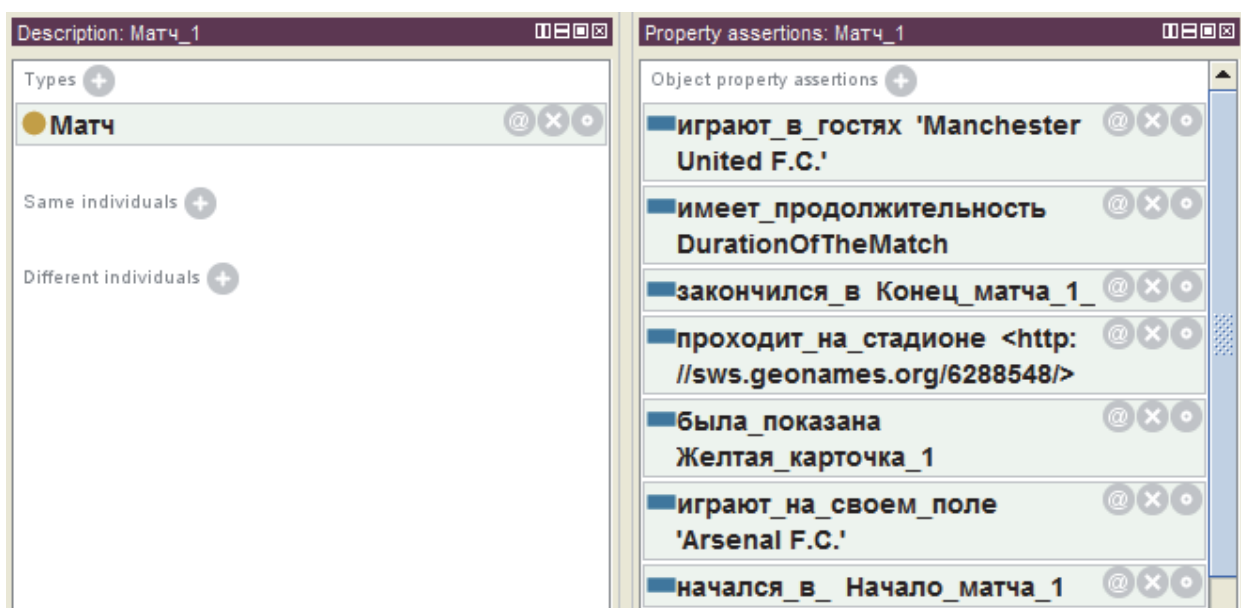 Description: Матч_1
Types
Матч
Same individuals
Different individuals
Property assertions: Матч_1
Object property assertions
играют_в_гостях 'Manchester
United F.C.'
имеет_продолжительность
DurationOfTheMatch
закончился_в Конец_матча_1_
проходит_на_стадионе <http:
//sws.geonames.org/6288548/>
была_показана
Желтая_карточка_1
играют_на_своем_поле
'Arsenal F.C.'
начался_в_ Начало_матча_1